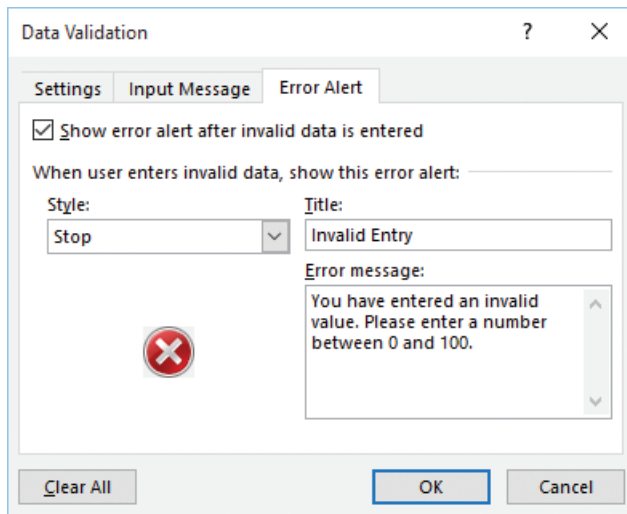 Data Validation ? X
Settings Input Message Error Alert
Show error alert after invalid data is entered
When user enters invalid data, show this error alert:
Style: Title:
Stop Invalid Entry
Error message:
You have entered an invalid
value. Please enter a number
between 0 and 100.
Clear All OK Cancel